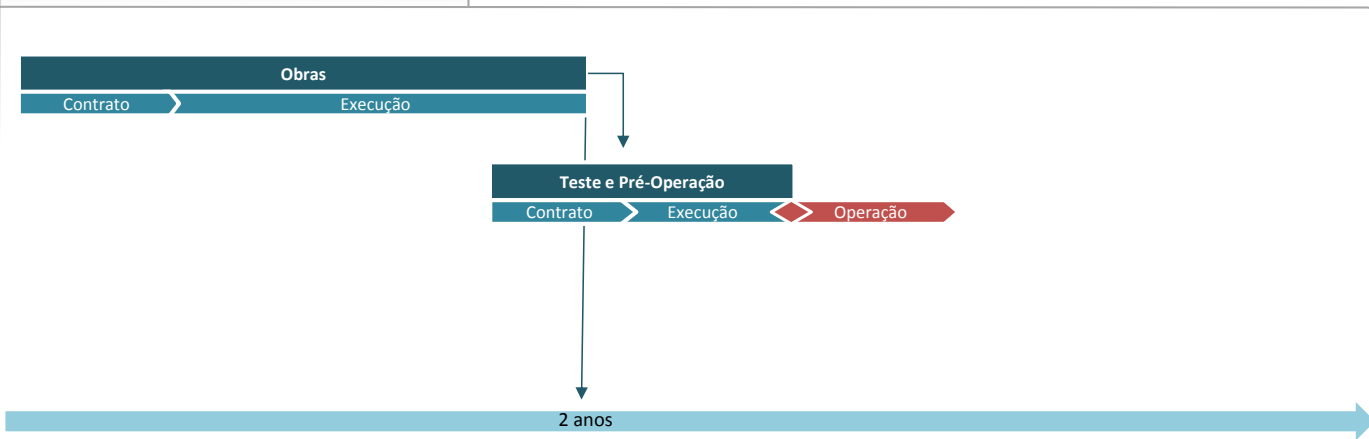 Obras
Contrato Execução
Teste e Pré-Operação
Contrato Execução Operação
2 anos